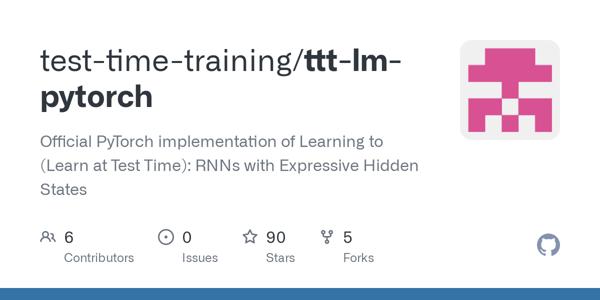 test-time-training/ttt-lm-
pytorch
Official PyTorch implementation of Learning to
(Learn at Test Time): RNNs with Expressive Hidden
States
6 0 90 5
Contributors Issues Stars Forks